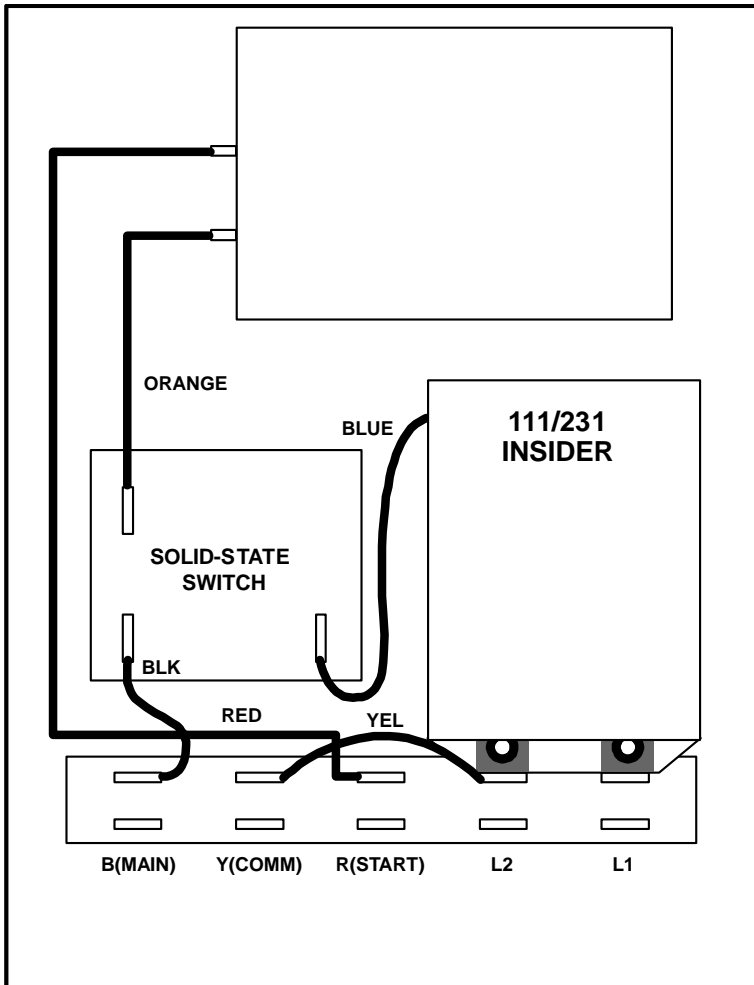 ORANGE
BLUE
111/231
INSIDER
SOLID-STATE
SWITCH
BLK
RED
YEL
B(MAIN)
Y(COMM)
R(START)
L2
L1